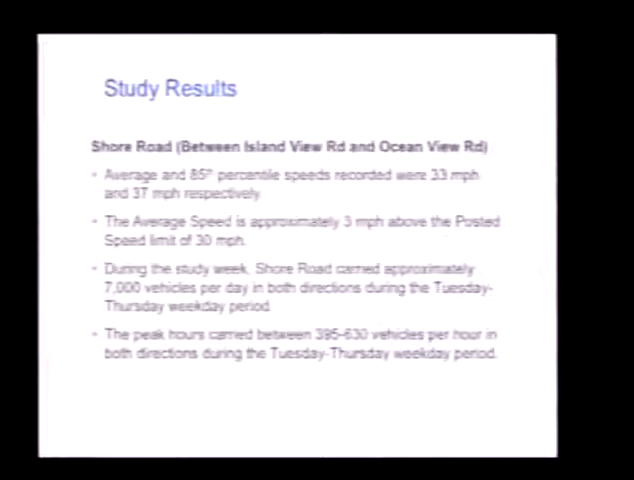 Study Results
Shore Road (Between Island View Rd and Ocean View Rd)
• Average and 85th percentile speeds recorded were 33 mph
and 37 mph respectively
• The Average Speed is approximately 3 mph above the Posted
Speed limit of 30 mph.
• During the study week, Shore Road carried approximately
7,000 vehicles per day in both directions during the Tuesday-
Thursday weekday period
• The peak hours carried between 395-630 vehicles per hour in
both directions during the Tuesday-Thursday weekday period.